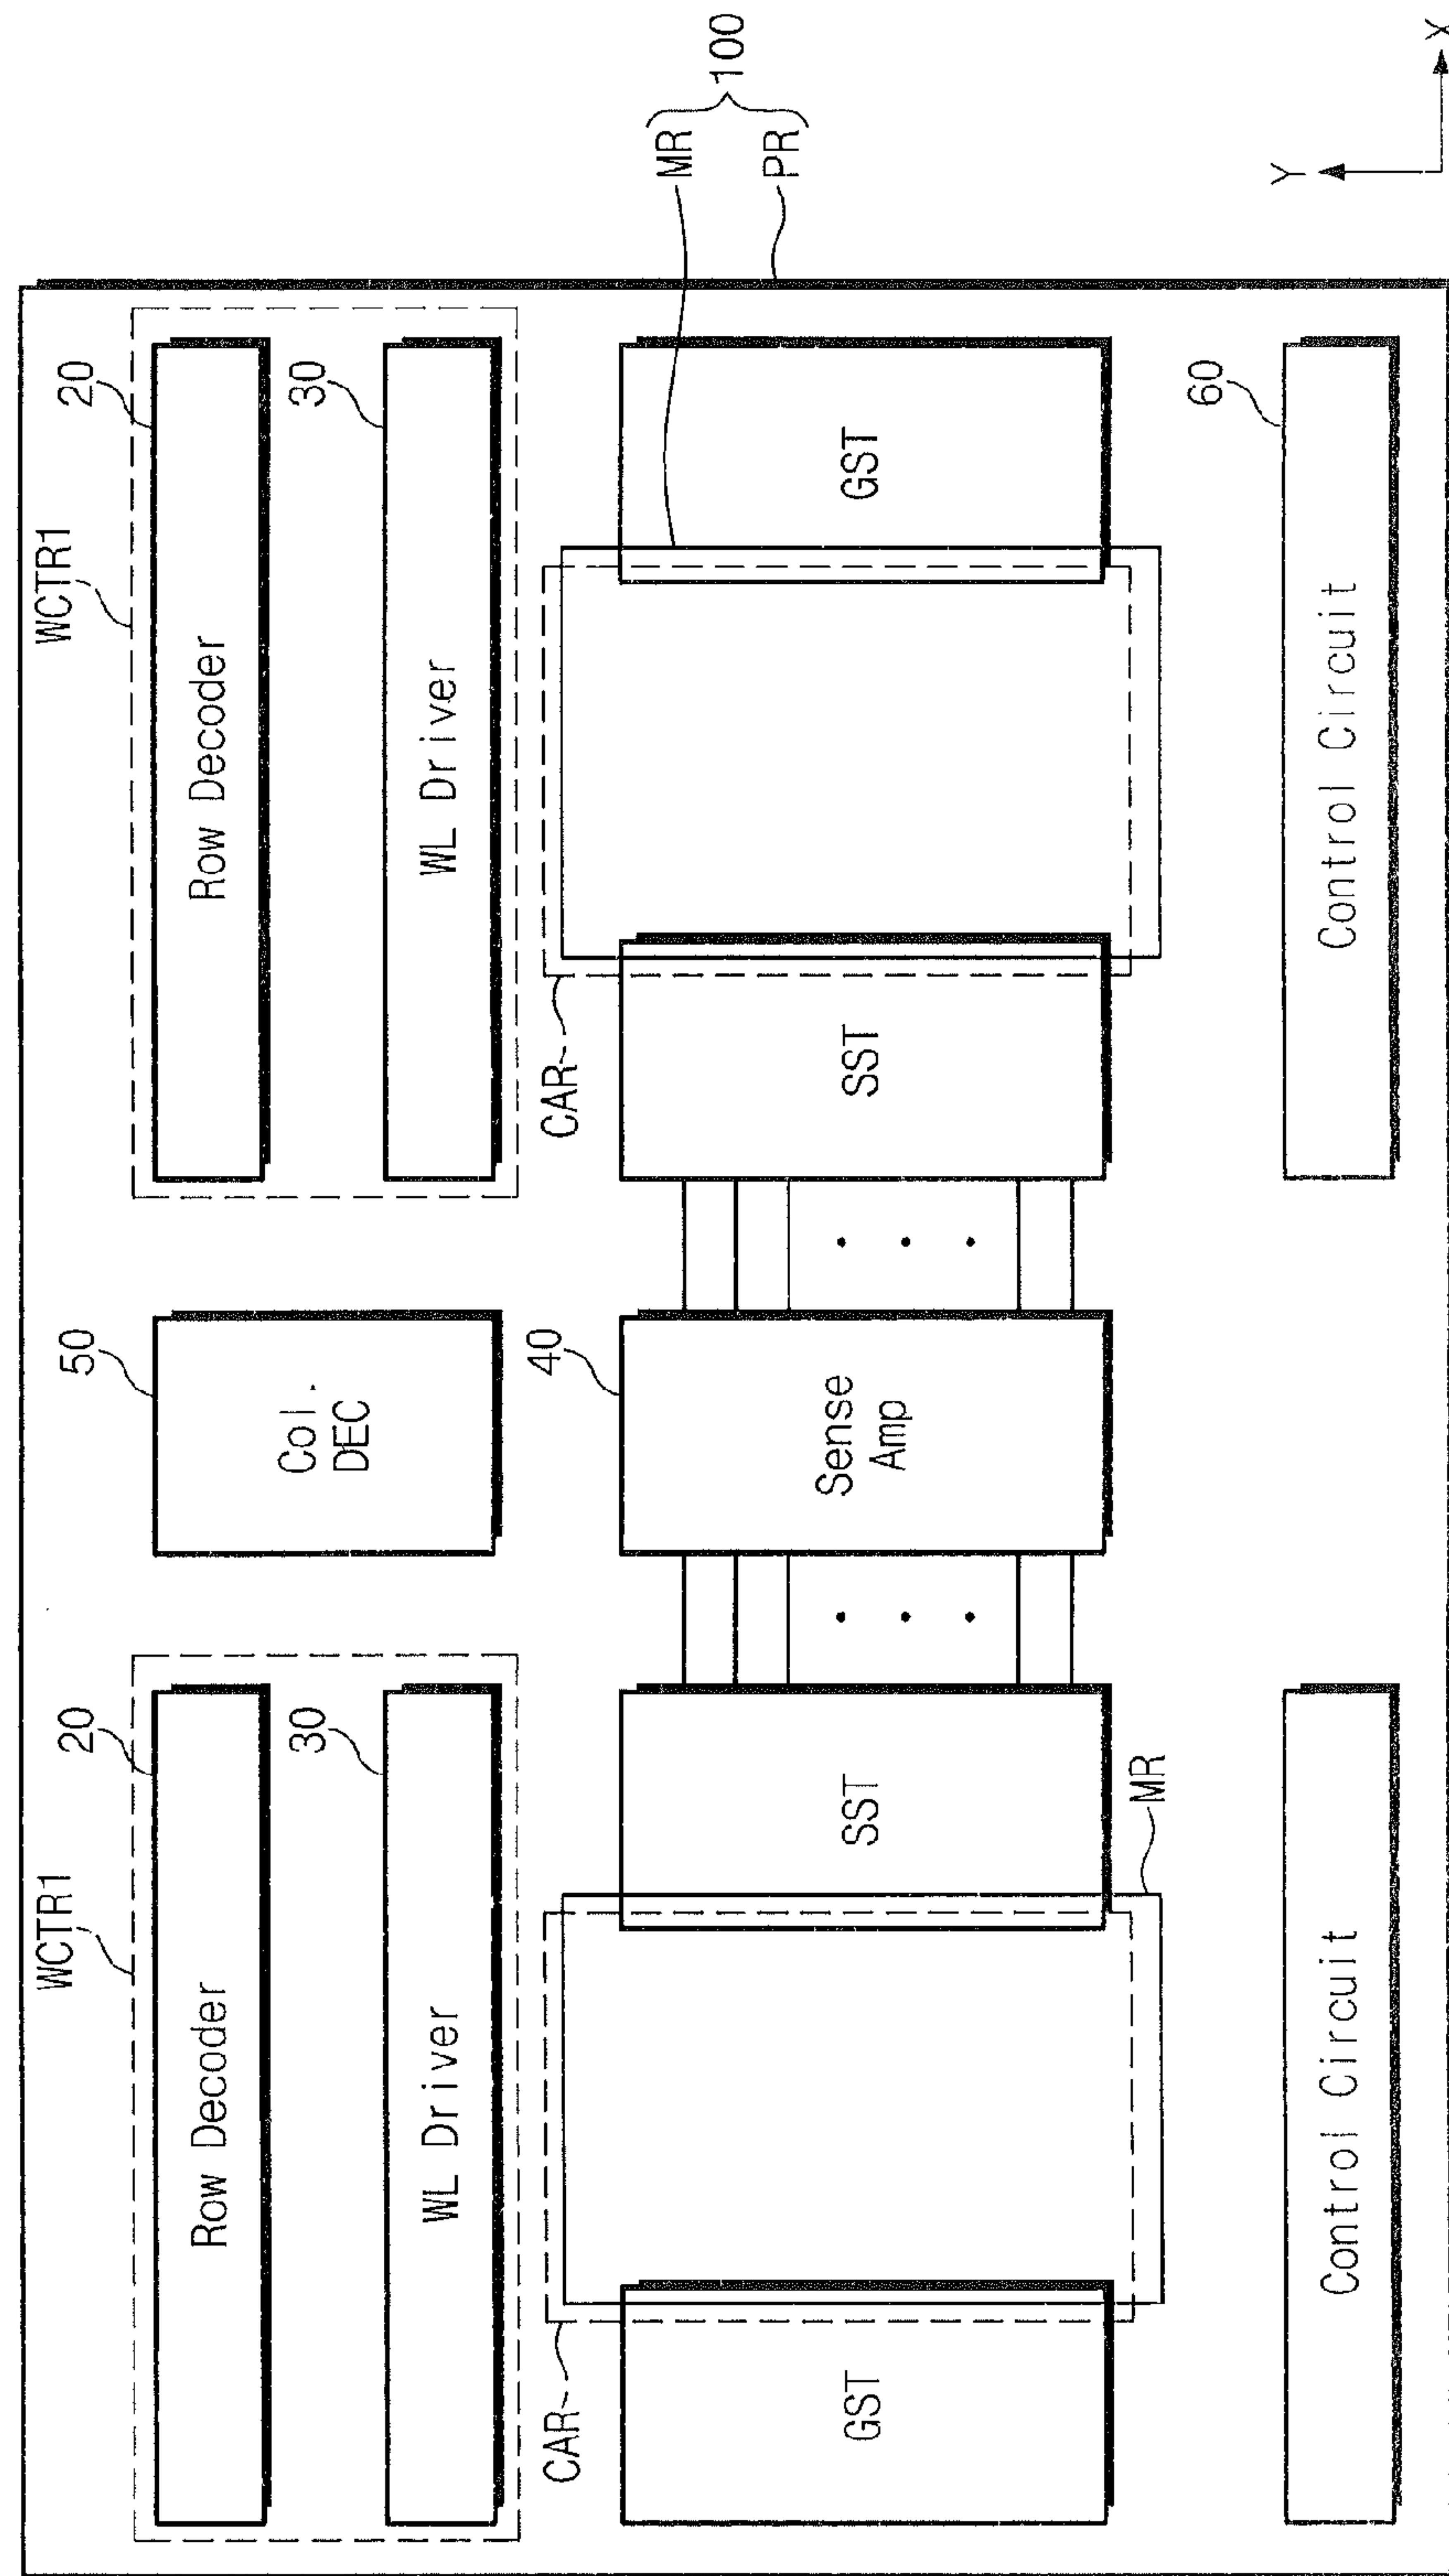 WCTR1
WCTR1
20
50
20
Row Decoder
Col.
DEC
Row Decoder
30
30
WL Driver
WL Driver
CAR
40
CAR
MR
100
PR
GST
SST
Sense
Amp
SST
GST
MR
60
Control Circuit
Control Circuit
Y
X